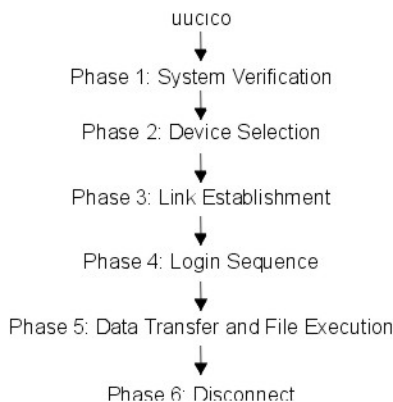 uucico
Phase 1: System Verification
Phase 2: Device Selection
Phase 3: Link Establishment
Phase 4: Login Sequence
Phase 5: Data Transfer and File Execution
Phase 6: Disconnect